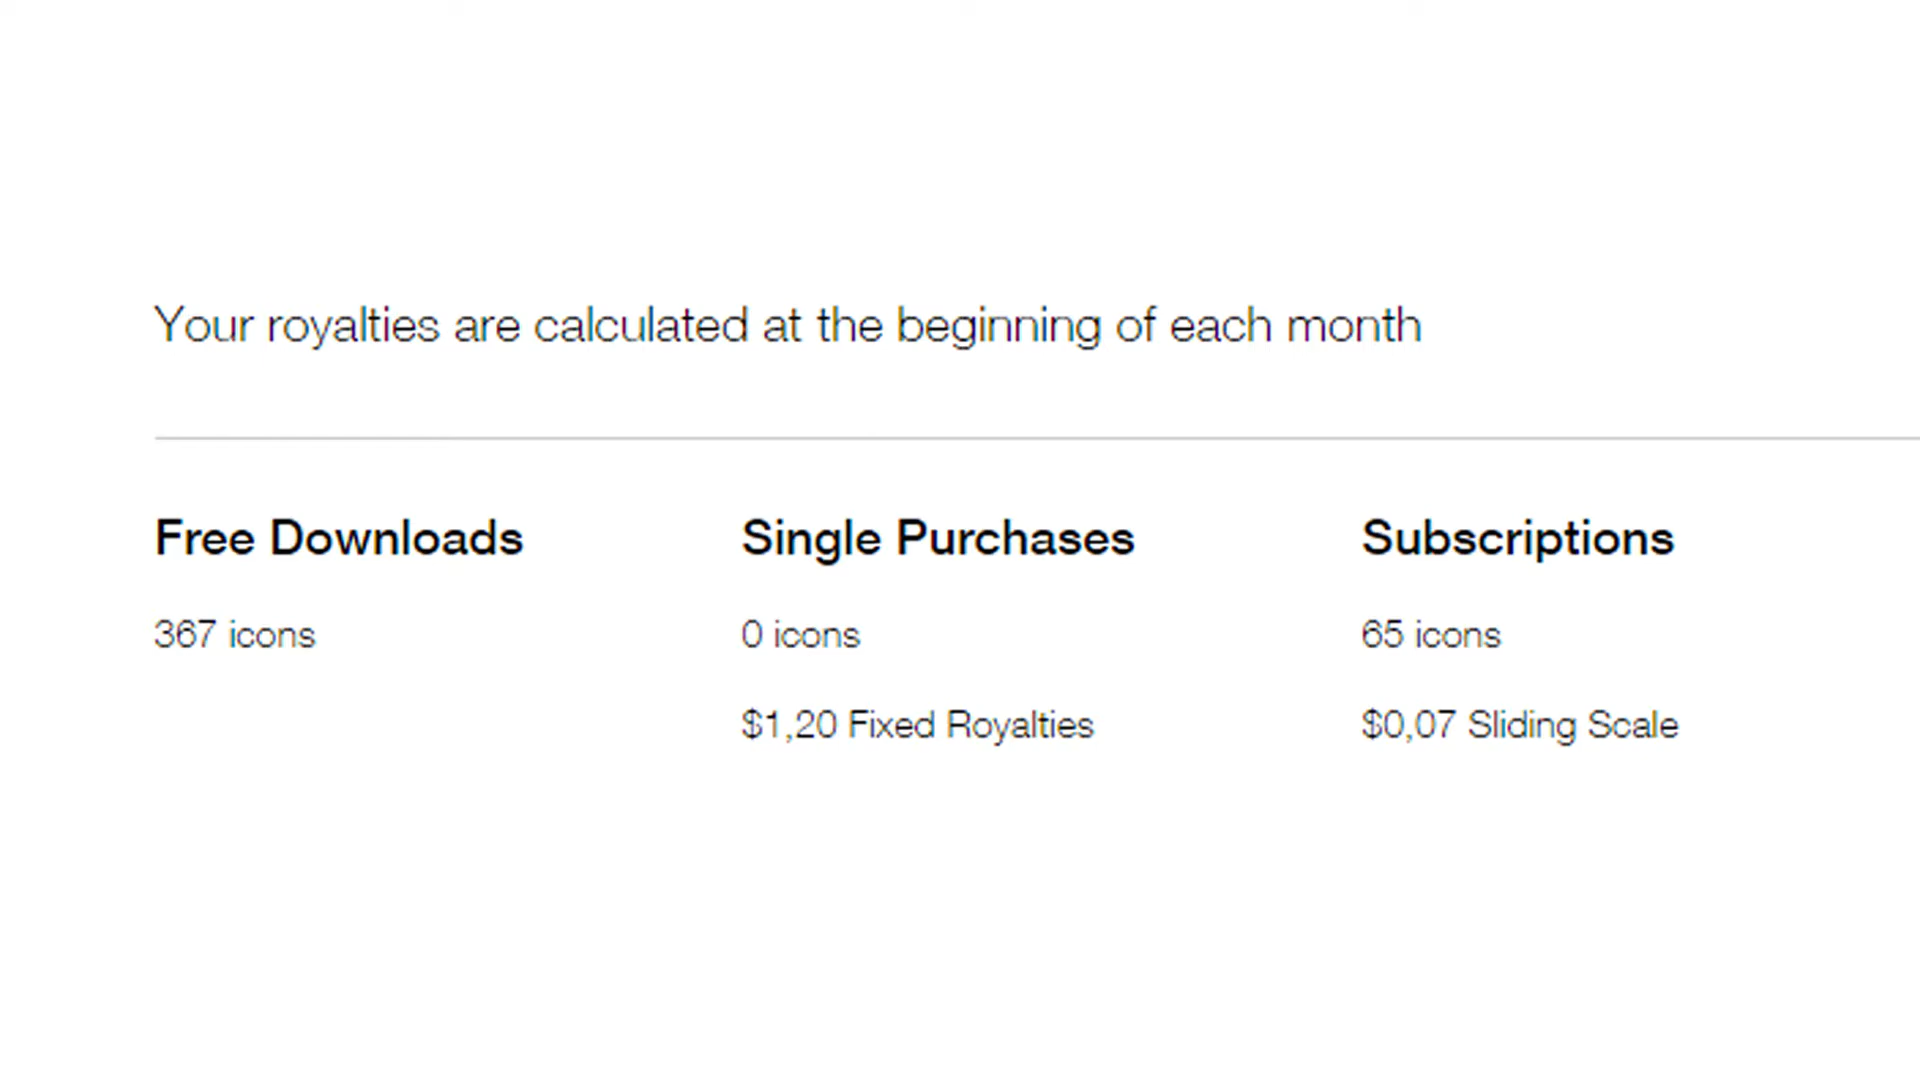 Your royalties are calculated at the beginning of each month
Free Downloads
367 icons
Single Purchases
0 icons
$1,20 Fixed Royalties
Subscriptions
65 icons
$0,07 Sliding Scale